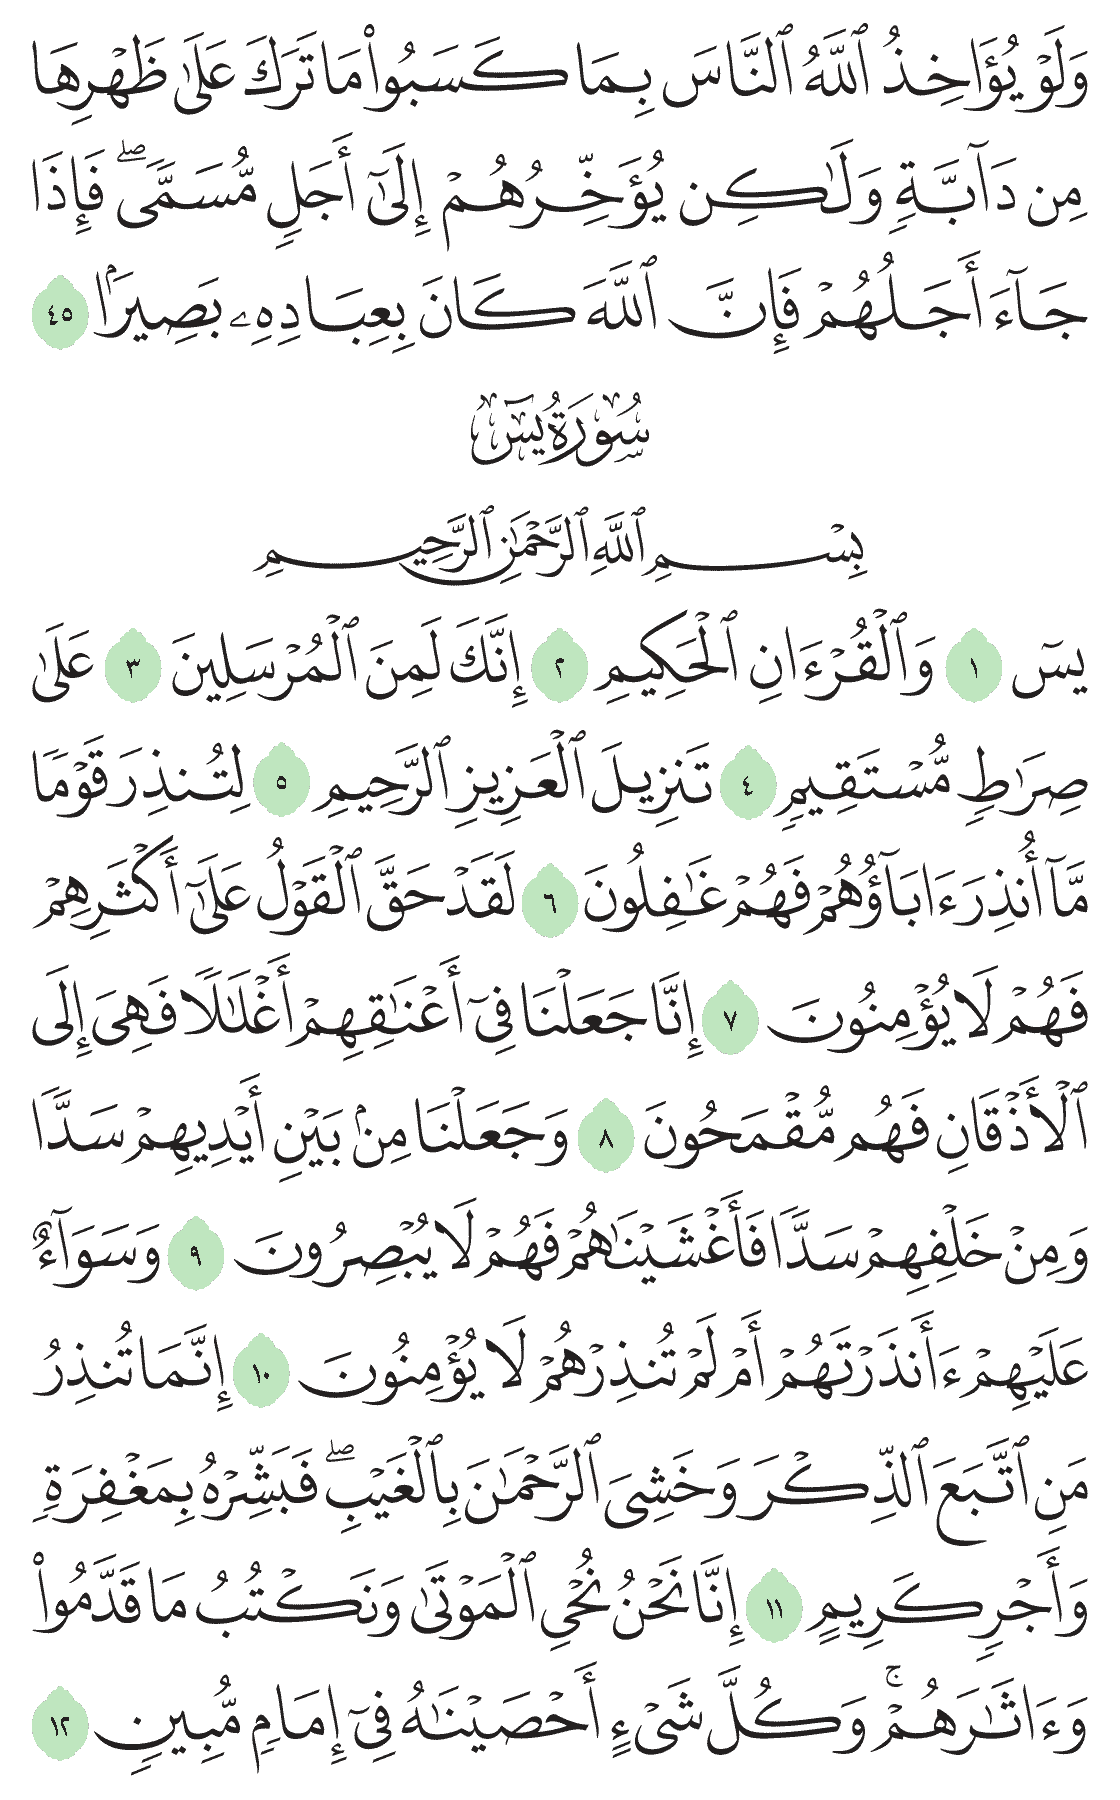 وَلَوْ يُؤَاخِذُ ٱللَّهُ ٱلنَّاسَ بِمَا كَسَبُوا۟ مَا تَرَكَ عَلَىٰ ظَهْرِهَا
مِن دَآبَّةٍ وَلَـٰكِن يُؤَخِّرُهُمْ إِلَىٰٓ أَجَلٍ مُّسَمًّى ۖ فَإِذَا
جَآءَ أَجَلُهُمْ فَإِنَّ ٱللَّهَ كَانَ بِعِبَادِهِۦ بَصِيرًۢا ٤٥
سُورَةُ يسٓ
بِسْمِ ٱللَّهِ ٱلرَّحْمَـٰنِ ٱلرَّحِيمِ
يسٓ ١ وَٱلْقُرْءَانِ ٱلْحَكِيمِ ٢ إِنَّكَ لَمِنَ ٱلْمُرْسَلِينَ ٣ عَلَىٰ
صِرَٰطٍ مُّسْتَقِيمٍ ٤ تَنزِيلَ ٱلْعَزِيزِ ٱلرَّحِيمِ ٥ لِتُنذِرَ قَوْمًا
مَّآ أُنذِرَ ءَابَآؤُهُمْ فَهُمْ غَـٰفِلُونَ ٦ لَقَدْ حَقَّ ٱلْقَوْلُ عَلَىٰٓ أَكْثَرِهِمْ
فَهُمْ لَا يُؤْمِنُونَ ٧ إِنَّا جَعَلْنَا فِىٓ أَعْنَـٰقِهِمْ أَغْلَـٰلًا فَهِىَ إِلَى
ٱلْأَذْقَانِ فَهُم مُّقْمَحُونَ ٨ وَجَعَلْنَا مِنۢ بَيْنِ أَيْدِيهِمْ سَدًّا
وَمِنْ خَلْفِهِمْ سَدًّا فَأَغْشَيْنَـٰهُمْ فَهُمْ لَا يُبْصِرُونَ ٩ وَسَوَآءٌ
عَلَيْهِمْ ءَأَنذَرْتَهُمْ أَمْ لَمْ تُنذِرْهُمْ لَا يُؤْمِنُونَ ١٠ إِنَّمَا تُنذِرُ
مَنِ ٱتَّبَعَ ٱلذِّكْرَ وَخَشِىَ ٱلرَّحْمَـٰنَ بِٱلْغَيْبِ ۖ فَبَشِّرْهُ بِمَغْفِرَةٍ
وَأَجْرٍ كَرِيمٍ ١١ إِنَّا نَحْنُ نُحْىِ ٱلْمَوْتَىٰ وَنَكْتُبُ مَا قَدَّمُوا۟
وَءَاثَـٰرَهُمْ ۚ وَكُلَّ شَىْءٍ أَحْصَيْنَـٰهُ فِىٓ إِمَامٍ مُّبِينٍ ١٢